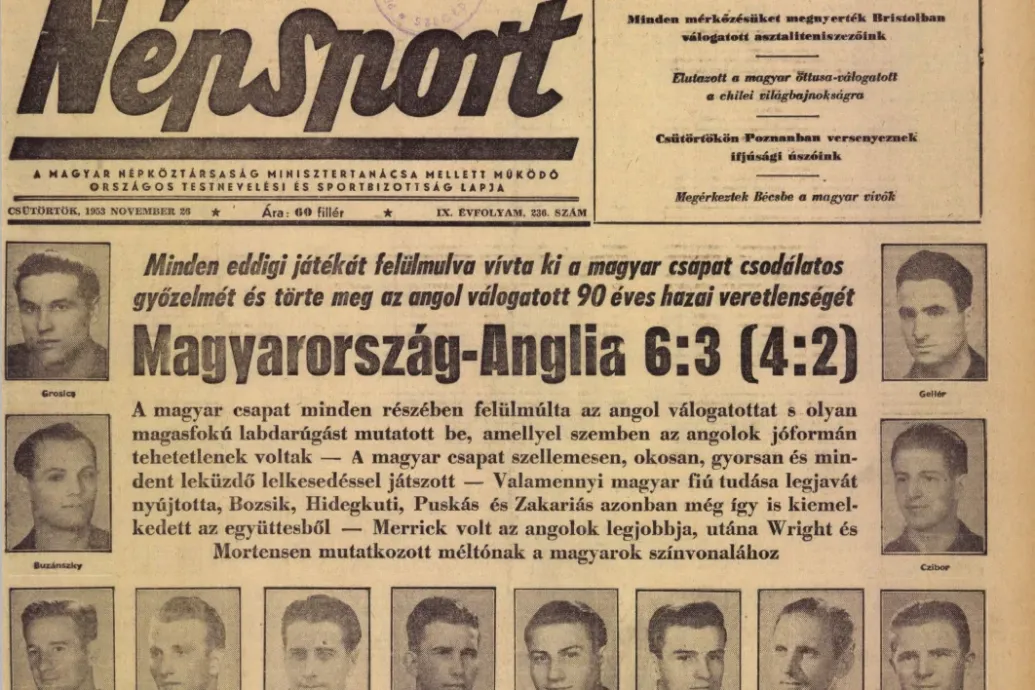 Népsport
SZEGED
A MAGYAR NÉPKÖZTÁRSASÁG MINISZTERTANÁCSA MELLETT MŰKÖDŐ
ORSZÁGOS TESTNEVELÉSI ÉS SPORTBIZOTTSÁG LAPJA
CSÜTÖRTÖK, 1953 NOVEMBER 26 ★ Ára: 60 fillér ★ IX. ÉVFOLYAM, 236. SZÁM
Minden mérkőzésüket megnyerték Bristolban
válogatott asztaliteniszezőink
Elutazott a magyar öttusa-válogatott
a chilei világbajnokságra
Csütörtökön Poznanban versenyeznek
ifjúsági úszóink
Megérkeztek Bécsbe a magyar vívók
Minden eddigi játékát felülmulva vívta ki a magyar csapat csodálatos
győzelmét és törte meg az angol válogatott 90 éves hazai veretlenségét
Magyarország-Anglia 6:3 (4:2)
Grosics
Gellér
A magyar csapat minden részében felülmúlta az angol válogatottat s olyan
magasfokú labdarúgást mutatott be, amellyel szemben az angolok jóformán
tehetetlenek voltak — A magyar csapat szellemesen, okosan, gyorsan és min-
dent leküzdő lelkesedéssel játszott — Valamennyi magyar fiú tudása legjavát
nyújtotta, Bozsik, Hidegkuti, Puskás és Zakariás azonban még így is kiemel-
kedett az együttesből — Merrick volt az angolok legjobbja, utána Wright és
Mortensen mutatkozott méltónak a magyarok színvonalához
Buzánszky
Czibor